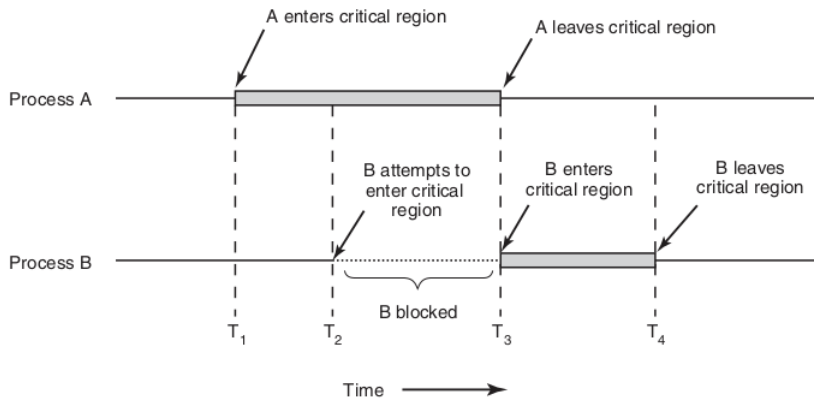 A enters critical region
A leaves critical region
Process A
B attempts to
enter critical
region
B enters
critical region
B leaves
critical region
Process B
B blocked
T1
T2
T3
T4
Time